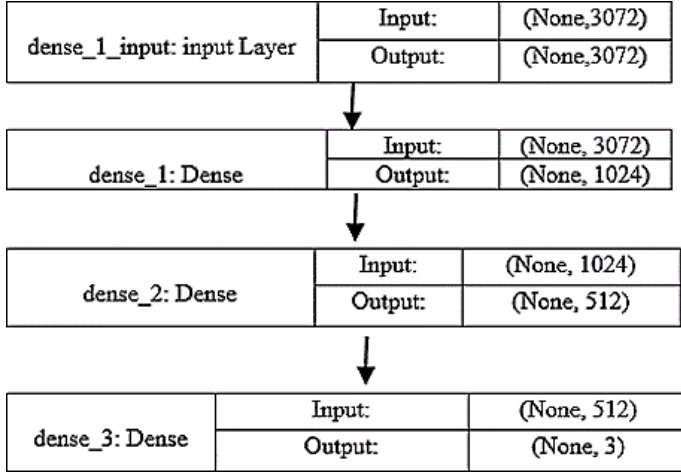 dense_1_input: input Layer
Input: (None,3072)
Output: (None,3072)
dense_1: Dense
Input: (None, 3072)
Output: (None, 1024)
dense_2: Dense
Input: (None, 1024)
Output: (None, 512)
dense_3: Dense
Input: (None, 512)
Output: (None, 3)